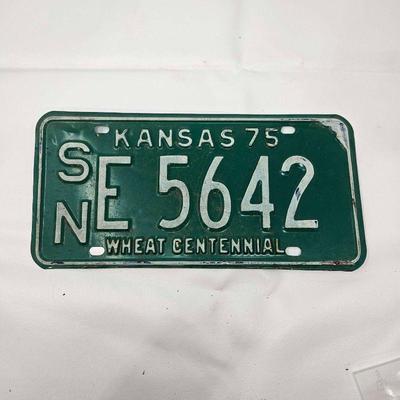 KANSAS 75
SN E 5642
WHEAT CENTENNIAL